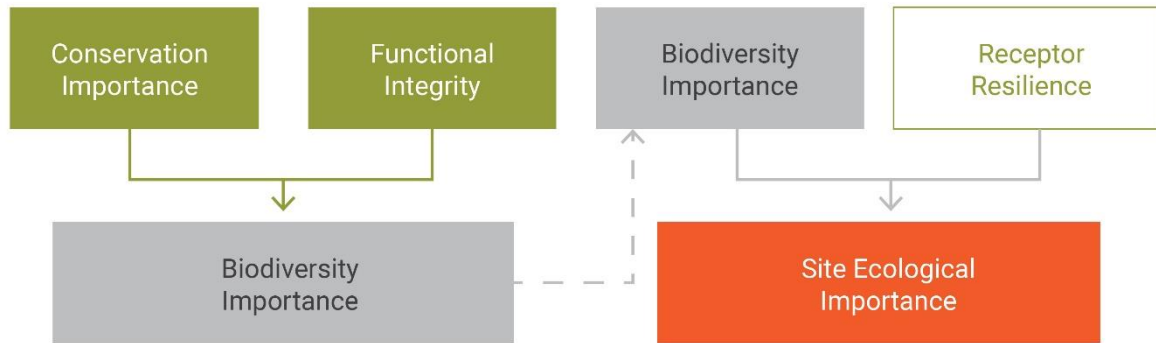 Conservation
Importance
Functional
Integrity
Biodiversity
Importance
Receptor
Resilience
Biodiversity
Importance
Site Ecological
Importance